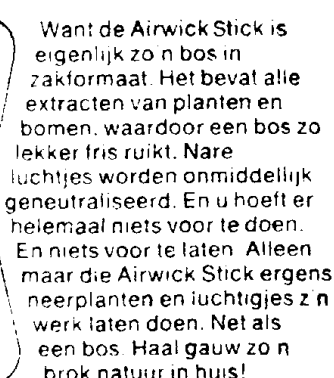 Want de Airwick Stick is
eigenlijk zo'n bos in
zakformaat. Het bevat alle
extracten van planten en
bomen, waardoor een bos zo
lekker fris ruikt. Nare
luchtjes worden onmiddellijk
geneutraliseerd. En u hoeft er
helemaal niets voor te doen.
En niets voor te laten. Alleen
maar die Airwick Stick ergens
neerplanten en luchtigjes z'n
werk laten doen. Net als
een bos. Haal gauw zo'n
brok natuur in huis!